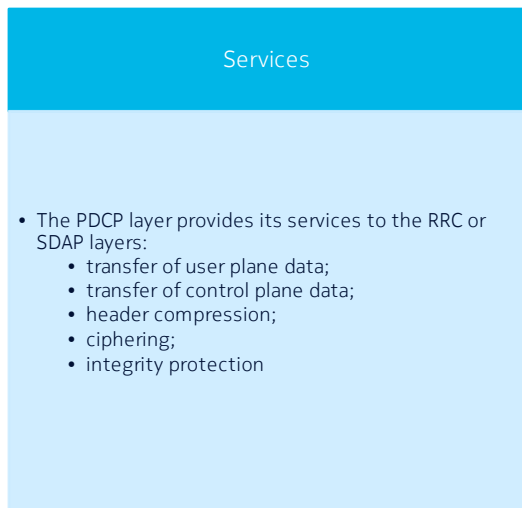 Services
• The PDCP layer provides its services to the RRC or
SDAP layers:
• transfer of user plane data;
• transfer of control plane data;
• header compression;
• ciphering;
• integrity protection